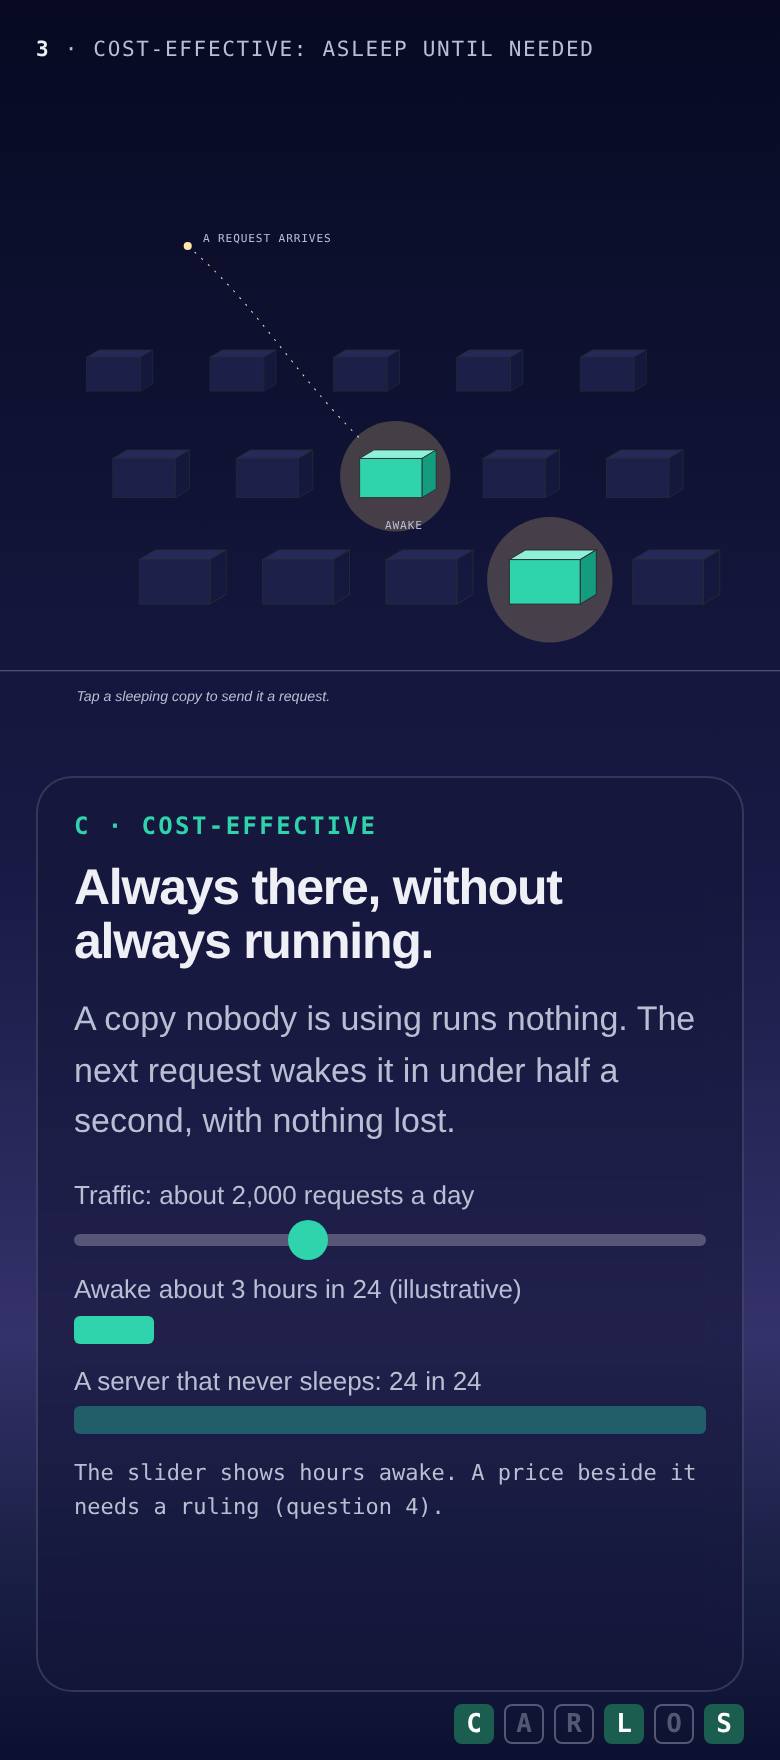 3 · COST-EFFECTIVE: ASLEEP UNTIL NEEDED
A REQUEST ARRIVES
AWAKE
Tap a sleeping copy to send it a request.
C · COST-EFFECTIVE
Always there, without
always running.
A copy nobody is using runs nothing. The
next request wakes it in under half a
second, with nothing lost.
Traffic: about 2,000 requests a day
Awake about 3 hours in 24 (illustrative)
A server that never sleeps: 24 in 24
The slider shows hours awake. A price beside it
needs a ruling (question 4).
C A R L O S